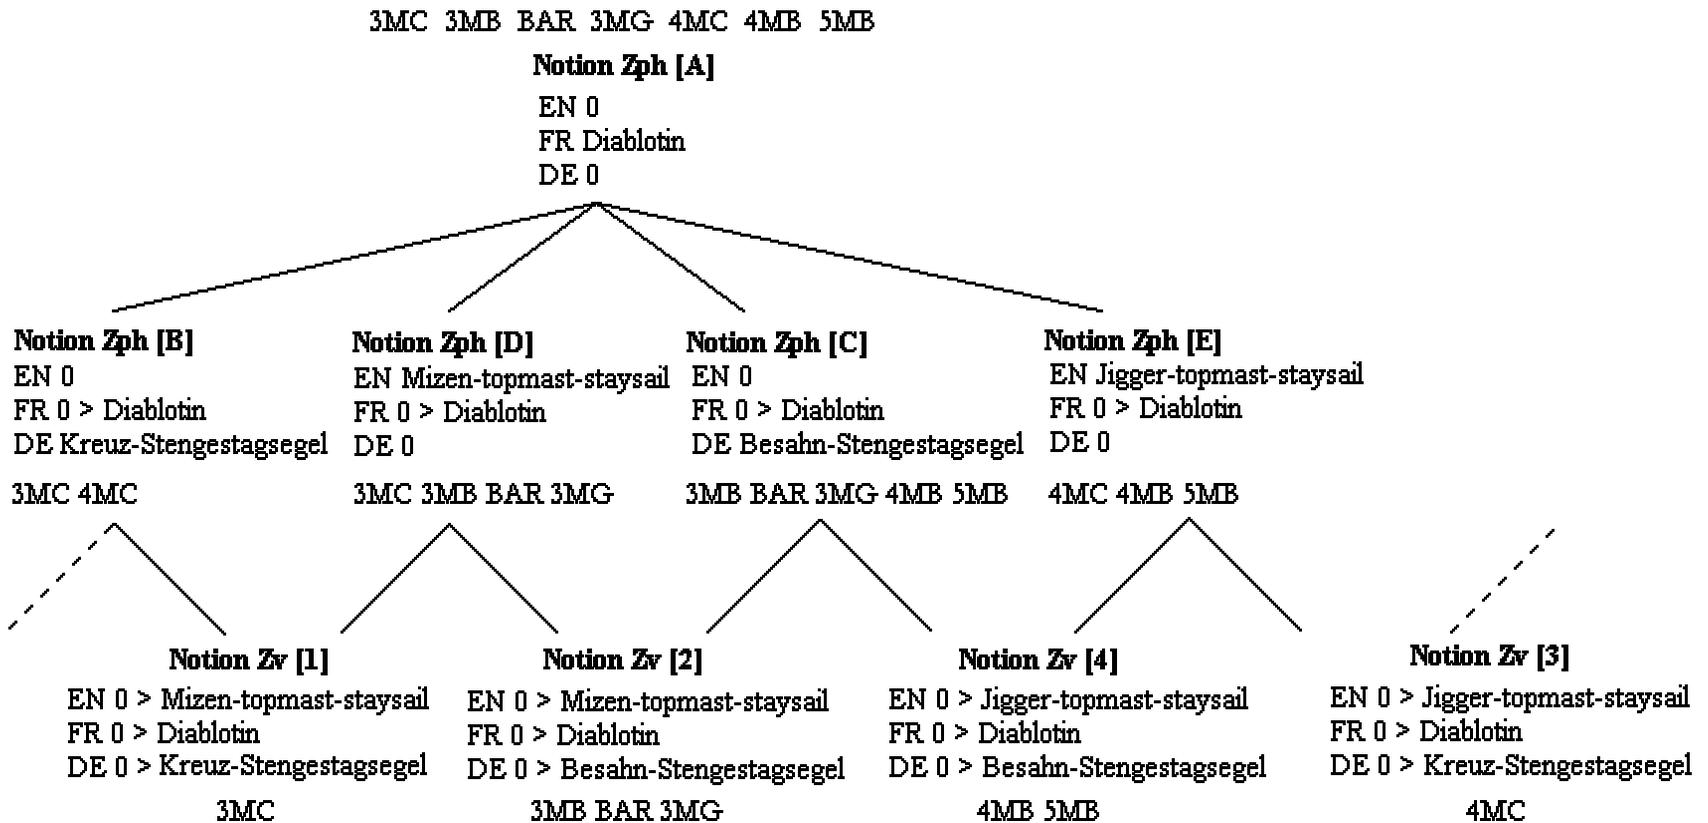 3MC 3MB BAR 3MG 4MC 4MB 5MB
Notion Zph [A]
EN 0
FR Diablotin
DE 0
Notion Zph [B]
EN 0
FR 0 > Diablotin
DE Kreuz-Stengestagsegel
3MC 4MC
Notion Zph [D]
EN Mizen-topmast-staysail
FR 0 > Diablotin
DE 0
3MC 3MB BAR 3MG
Notion Zph [C]
EN 0
FR 0 > Diablotin
DE Besahn-Stengestagsegel
3MB BAR 3MG 4MB 5MB
Notion Zph [E]
EN Jigger-topmast-staysail
FR 0 > Diablotin
DE 0
4MC 4MB 5MB
Notion Zv [1]
EN 0 > Mizen-topmast-staysail
FR 0 > Diablotin
DE 0 > Kreuz-Stengestagsegel
3MC
Notion Zv [2]
EN 0 > Mizen-topmast-staysail
FR 0 > Diablotin
DE 0 > Besahn-Stengestagsegel
3MB BAR 3MG
Notion Zv [4]
EN 0 > Jigger-topmast-staysail
FR 0 > Diablotin
DE 0 > Besahn-Stengestagsegel
4MB 5MB
Notion Zv [3]
EN 0 > Jigger-topmast-staysail
FR 0 > Diablotin
DE 0 > Kreuz-Stengestagsegel
4MC